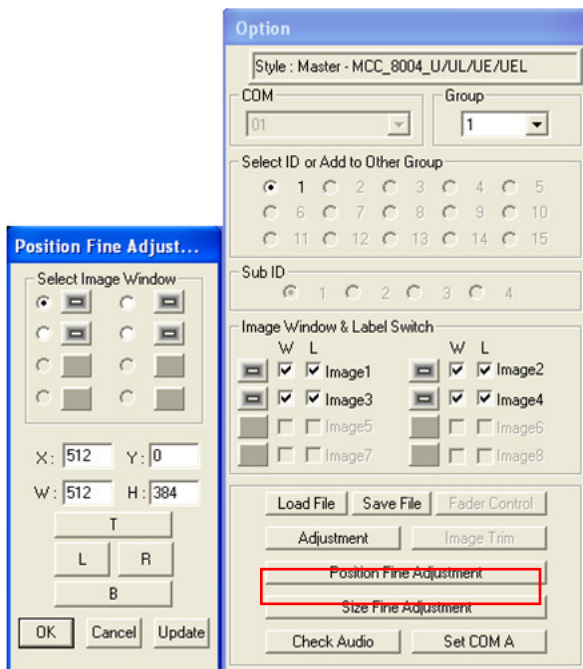 Option
Style : Master - MCC_8004_U/UL/UE/UEL
COM
Group
01
1
Select ID or Add to Other Group
1 2 3 4 5
6 7 8 9 10
11 12 13 14 15
Sub ID
1 2 3 4
Image Window & Label Switch
W L W L
Image1 Image2
Image3 Image4
Image5 Image6
Image7 Image8
Load File Save File Fader Control
Adjustment Image Trim
Position Fine Adjustment
Size Fine Adjustment
Check Audio Set COM A
Position Fine Adjust...
Select Image Window
X : 512 Y : 0
W : 512 H : 384
T
L R
B
OK Cancel Update